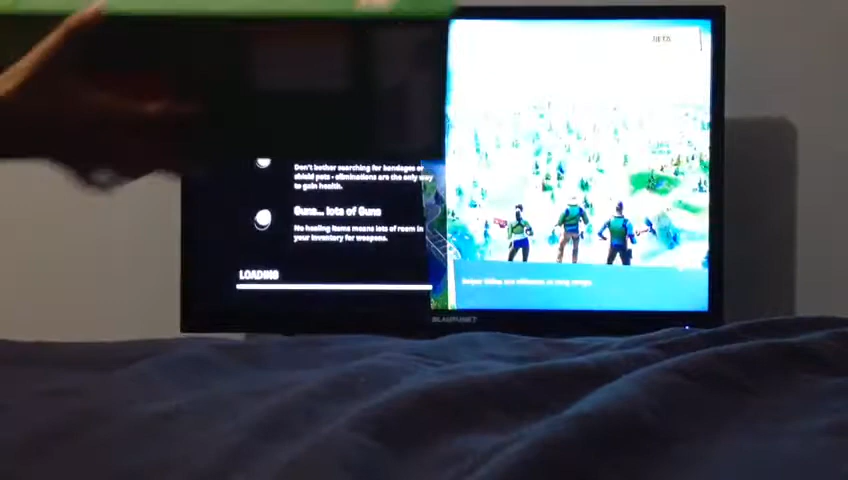 Don't bother searching for bandages or
shield pots - eliminations are the only way
to gain health.
Guns... lots of Guns
No healing items means lots of room in
your inventory for weapons.
LOADING
BLAUPUNKT